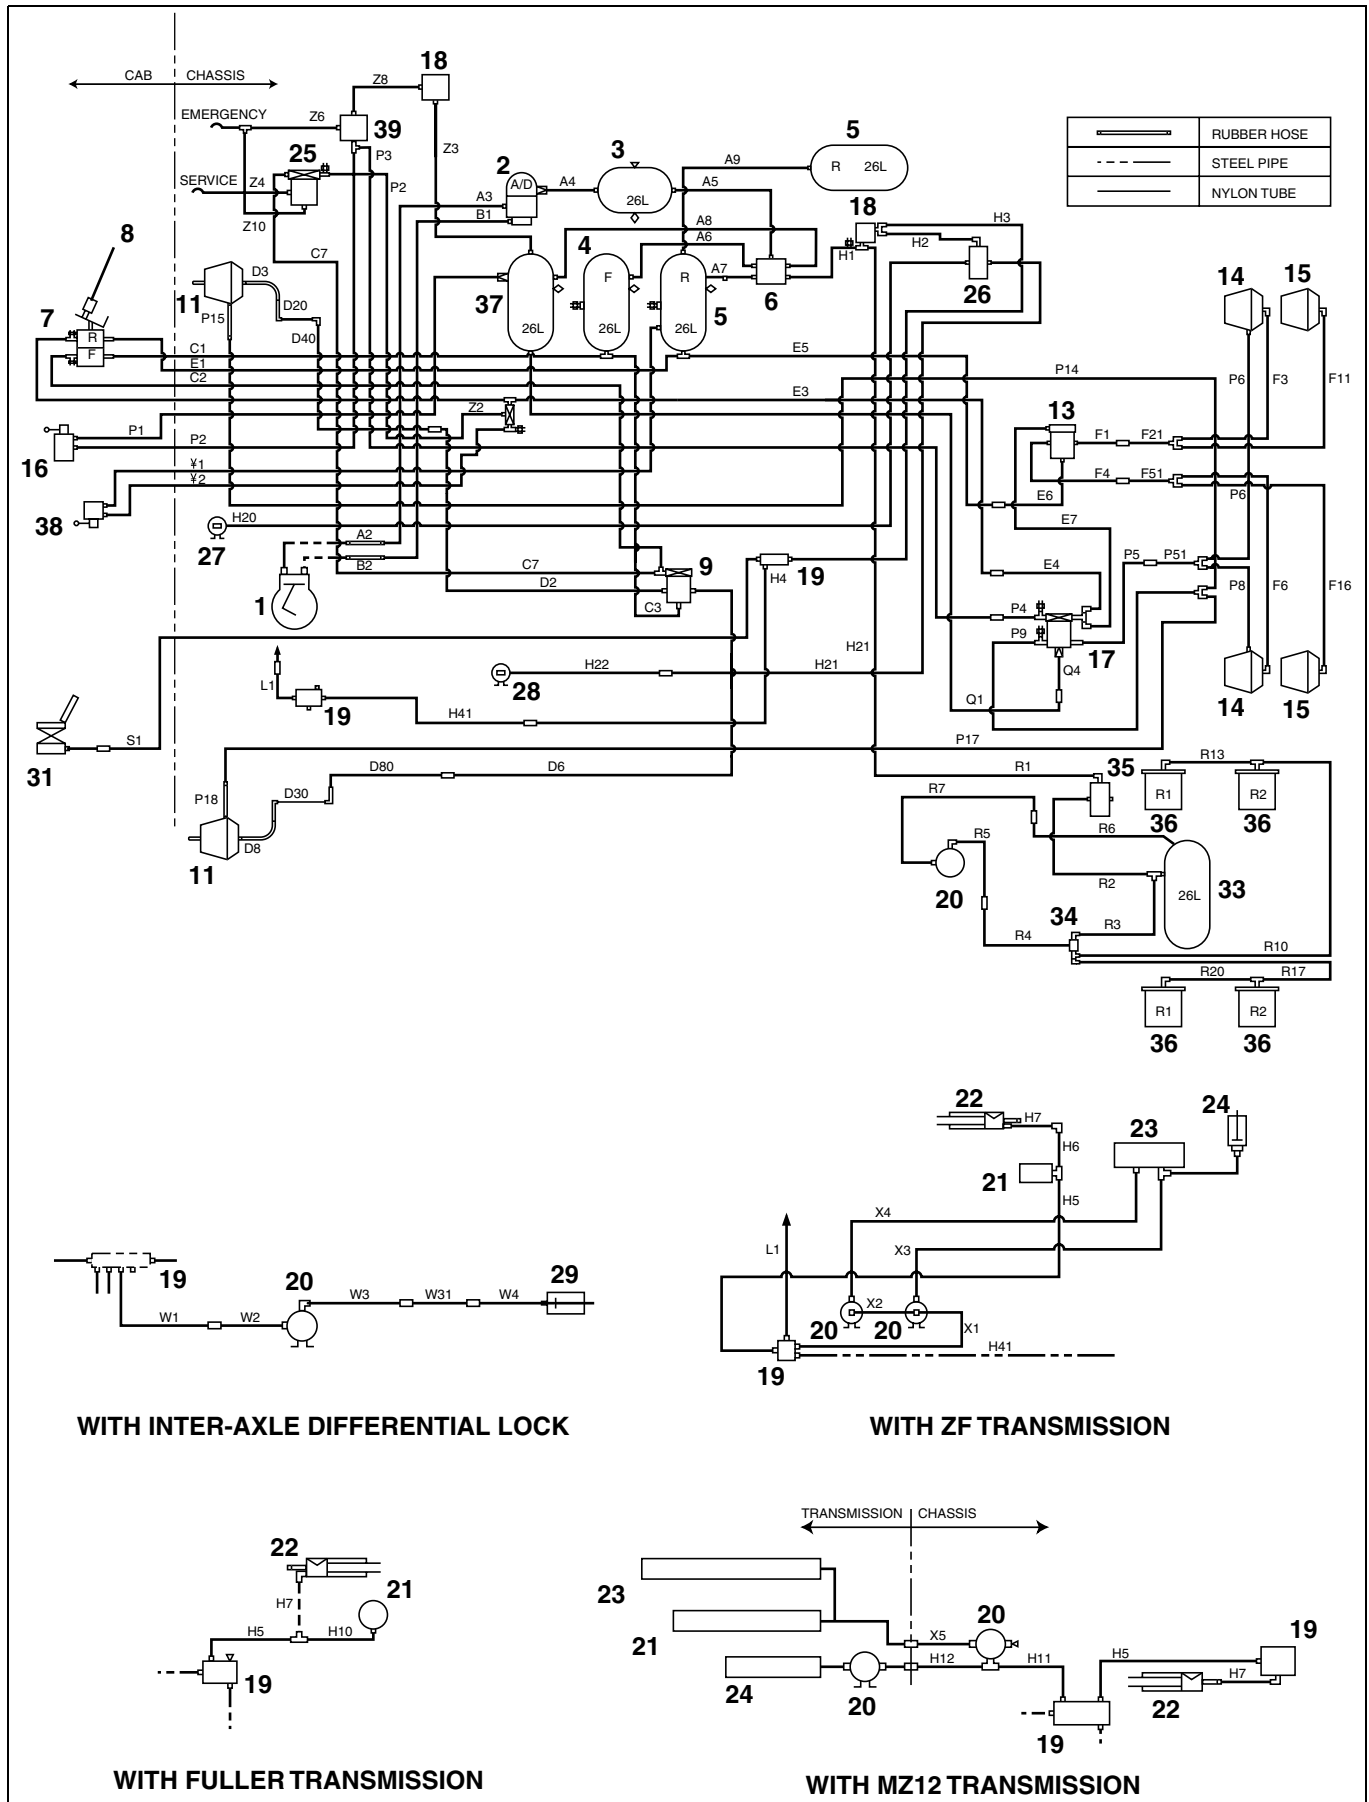 18
CAB CHASSIS
Z8
EMERGENCY
Z6
39
P3
Z3
25
P2
SERVICE
Z4
Z10
C7
2
A/D
A3
B1
A4
3
26L
A5
A9
5
R 26L
RUBBER HOSE
STEEL PIPE
NYLON TUBE
A8
A6
18
H3
H2
H1
8
4
F
26L
R
26L
A7
5
6
26
37
26L
14
15
11
D3
P15
D20
D40
7
R
F
C1
E1
C2
E5
P14
P6
F3
F11
E3
Z2
13
F1
F21
F4
F51
P1
P2
16
¥1
¥2
38
H20
27
E6
P6
E7
A2
B2
C7
D2
9
C3
H4
19
E4
P5
P51
P8
F6
F16
1
P4
P9
17
H21
H22
H21
28
Q4
Q1
14
15
L1
19
H41
S1
31
P17
D80
D6
P18
D30
D8
11
R1
35
R13
R1
R2
36
36
R7
R6
R5
20
R2
26L
33
34
R3
R4
R10
R20
R17
R1
R2
36
36
22
H7
H6
21
H5
23
24
X4
L1
X3
X2
20
20
X1
H41
19
19
W1
W2
20
W3
W31
W4
29
WITH INTER-AXLE DIFFERENTIAL LOCK
WITH ZF TRANSMISSION
TRANSMISSION CHASSIS
22
H7
21
H5
H10
19
23
21
24
20
X5
H12
20
H11
H5
19
H7
22
19
WITH FULLER TRANSMISSION
WITH MZ12 TRANSMISSION